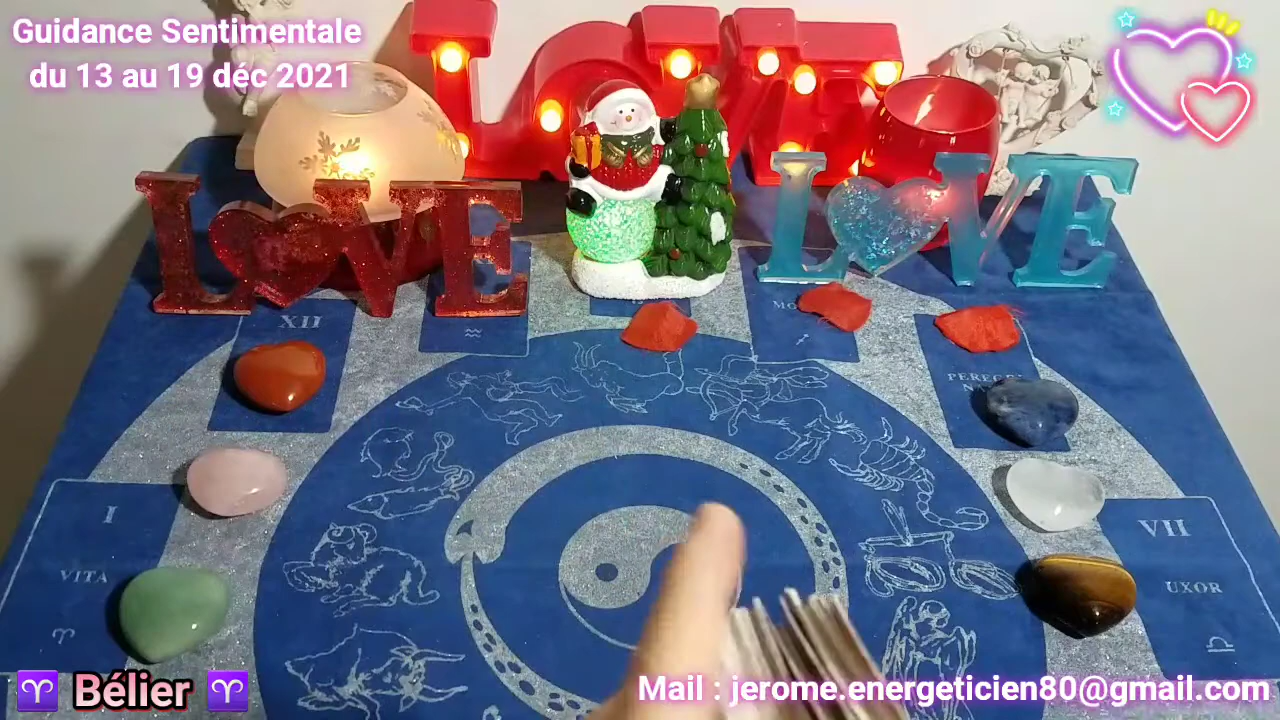 Guidance Sentimentale
du 13 au 19 déc 2021
LOVE
LOVE
LOVE
XII
PEREGRI
I
VITA
♈
VII
UXOR
♎
♈ Bélier ♈
Mail : jerome.energeticien80@gmail.com